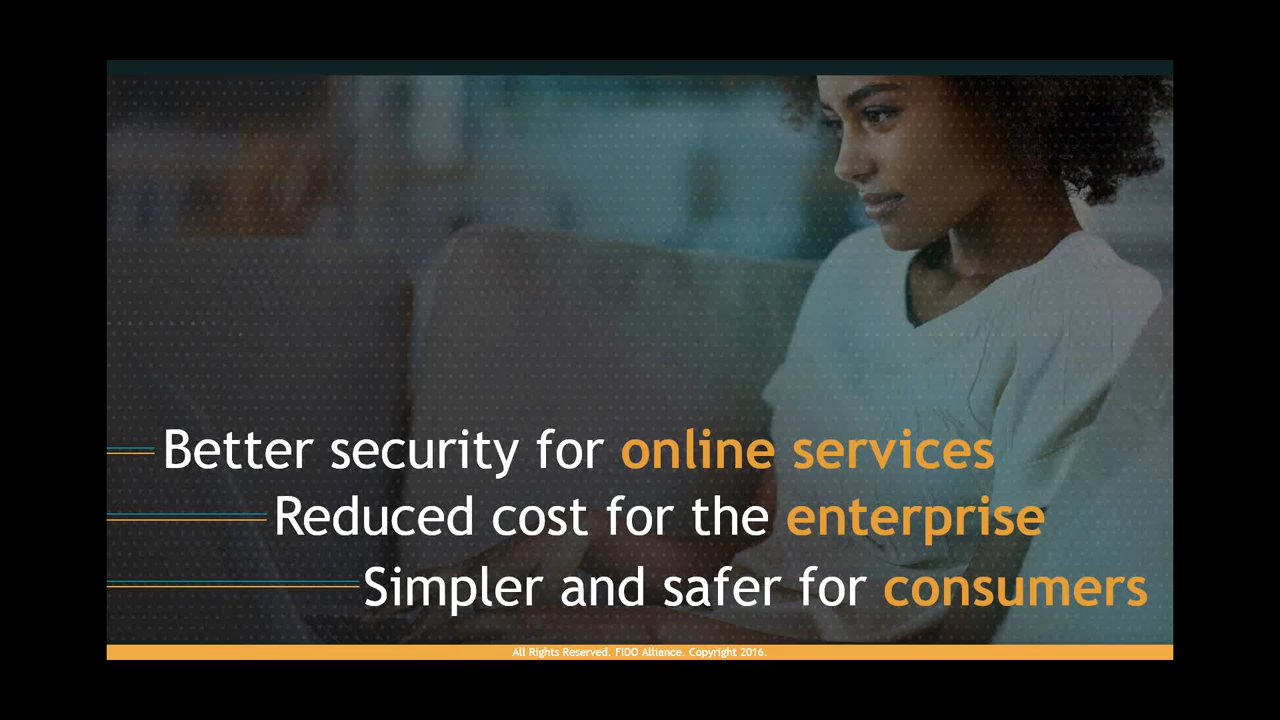 Better security for online services
Reduced cost for the enterprise
Simpler and safer for consumers
All Rights Reserved. FIDO Alliance. Copyright 2016.